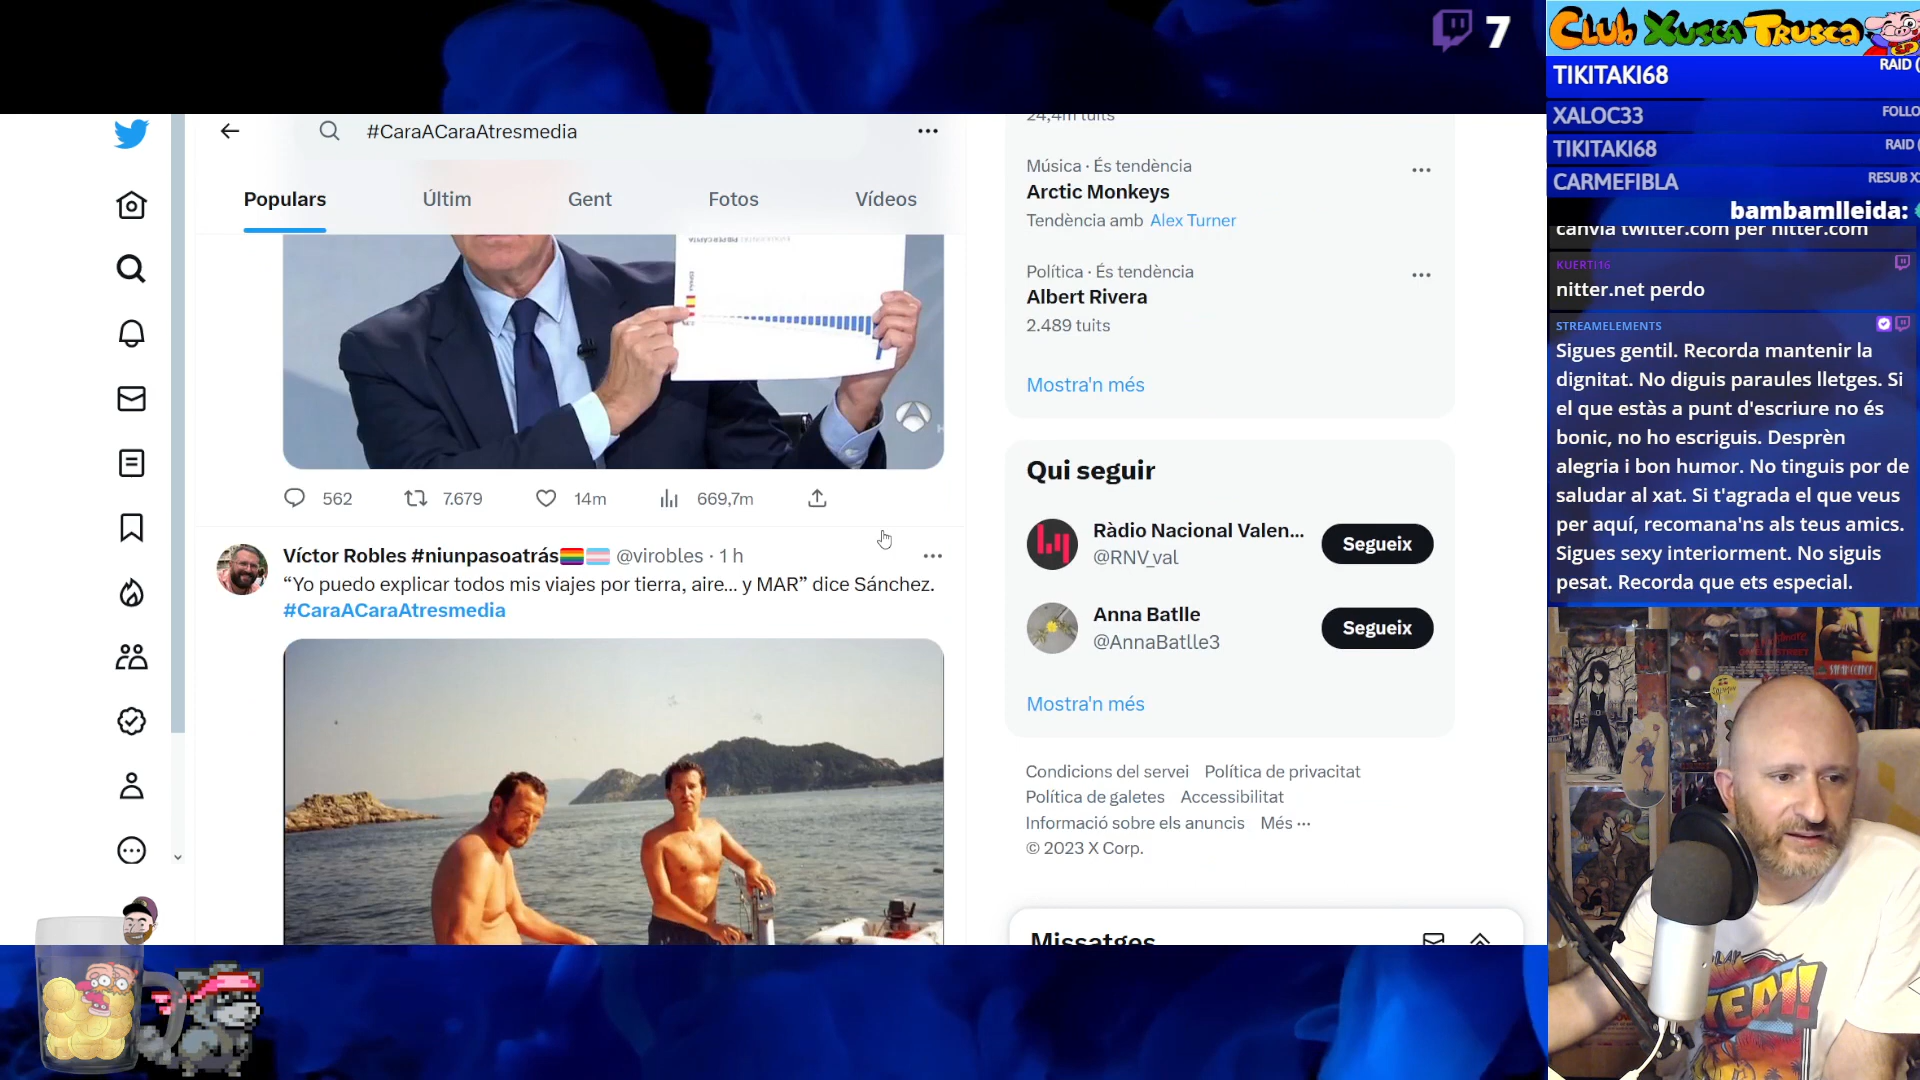 7
#CaraACaraAtresmedia
Populars
Últim
Gent
Fotos
Vídeos
562
7.679
14m
669,7m
Víctor Robles #niunpasoatrás
@virobles · 1 h
“Yo puedo explicar todos mis viajes por tierra, aire... y MAR” dice Sánchez.
#CaraACaraAtresmedia
24,4m tuits
Música · És tendència
Arctic Monkeys
Tendència amb Alex Turner
Política · És tendència
Albert Rivera
2.489 tuits
Mostra'n més
Qui seguir
Ràdio Nacional Valen...
@RNV_val
Segueix
Anna Batlle
@AnnaBatlle3
Segueix
Mostra'n més
Condicions del servei Política de privacitat
Política de galetes Accessibilitat
Informació sobre els anuncis Més ···
© 2023 X Corp.
Missatges
CLUB XUSCA TRUSCA
TIKITAKI68 RAID (
XALOC33 FOLLO
TIKITAKI68 RAID (
CARMEFIBLA RESUB X
bambamlleida:
canvia twitter.com per nitter.com
KUERTI16
nitter.net perdo
STREAMELEMENTS
Sigues gentil. Recorda mantenir la
dignitat. No diguis paraules lletges. Si
el que estàs a punt d'escriure no és
bonic, no ho escriguis. Desprèn
alegria i bon humor. No tinguis por de
saludar al xat. Si t'agrada el que veus
per aquí, recomana'ns als teus amics.
Sigues sexy interiorment. No siguis
pesat. Recorda que ets especial.